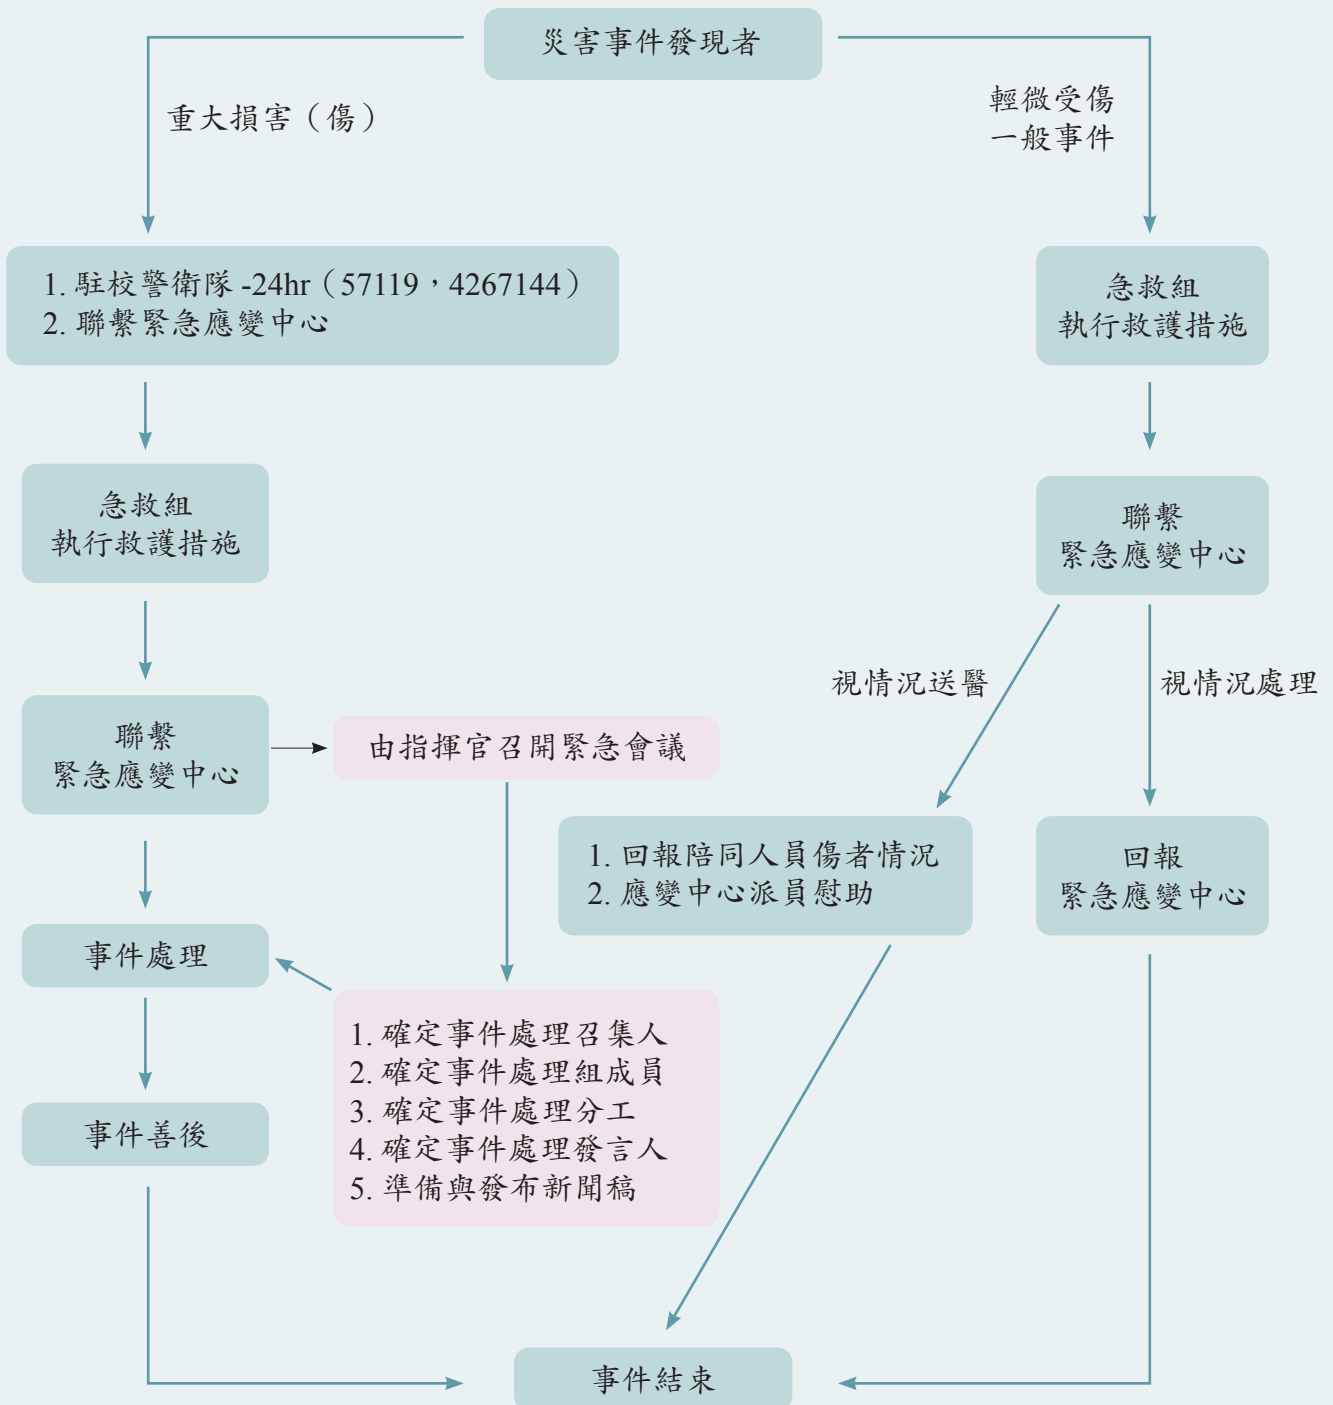 災害事件發現者
重大損害（傷）
輕微受傷
一般事件
1. 駐校警衛隊 -24hr（57119，4267144）
2. 聯繫緊急應變中心
急救組
執行救護措施
急救組
執行救護措施
聯繫
緊急應變中心
視情況送醫
視情況處理
聯繫
緊急應變中心
由指揮官召開緊急會議
1. 回報陪同人員傷者情況
2. 應變中心派員慰助
回報
緊急應變中心
事件處理
1. 確定事件處理召集人
2. 確定事件處理組成員
3. 確定事件處理分工
4. 確定事件處理發言人
5. 準備與發布新聞稿
事件善後
事件結束